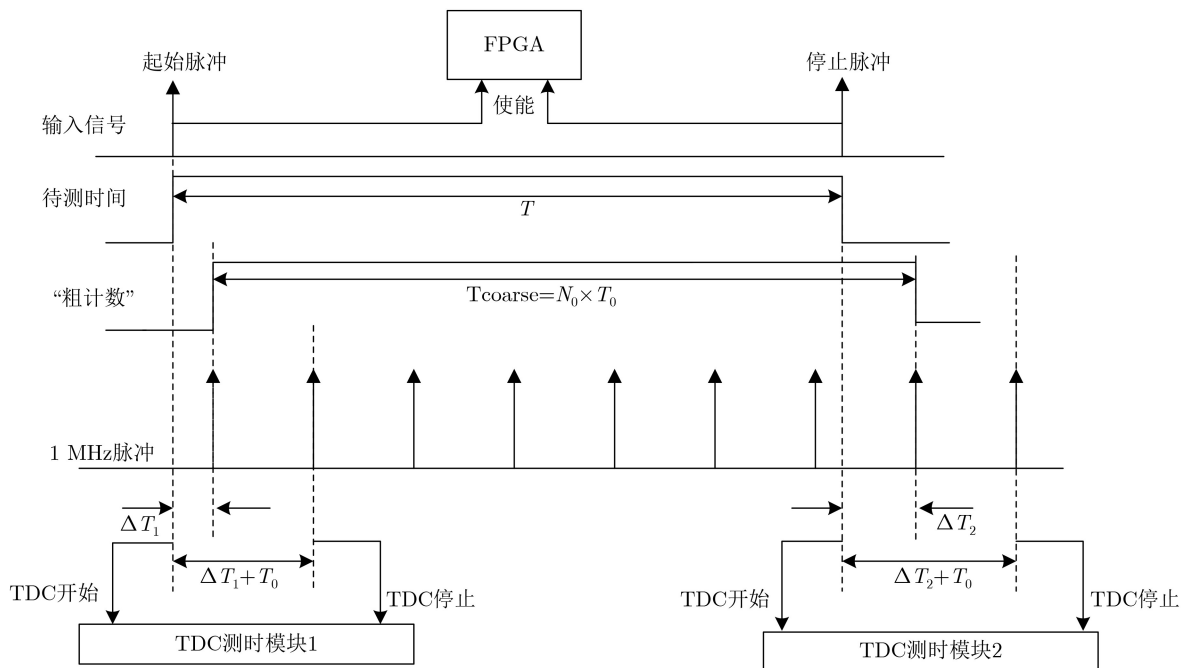 FPGA
起始脉冲
停止脉冲
使能
输入信号
待测时间
T
“粗计数”
Tcoarse=N₀×T₀
1 MHz脉冲
ΔT₁
ΔT₂
ΔT₁+T₀
ΔT₂+T₀
TDC开始
TDC停止
TDC开始
TDC停止
TDC测时模块1
TDC测时模块2